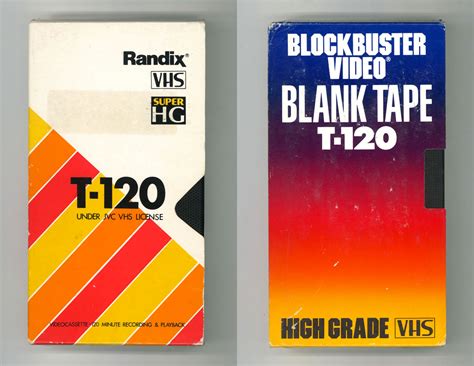 Randix®
VHS
SUPER
HG
T-120
UNDER JVC VHS LICENSE
VIDEOCASSETTE 120 MINUTE RECORDING & PLAYBACK
BLOCKBUSTER
VIDEO®
BLANK TAPE
T-120
HIGH GRADE VHS